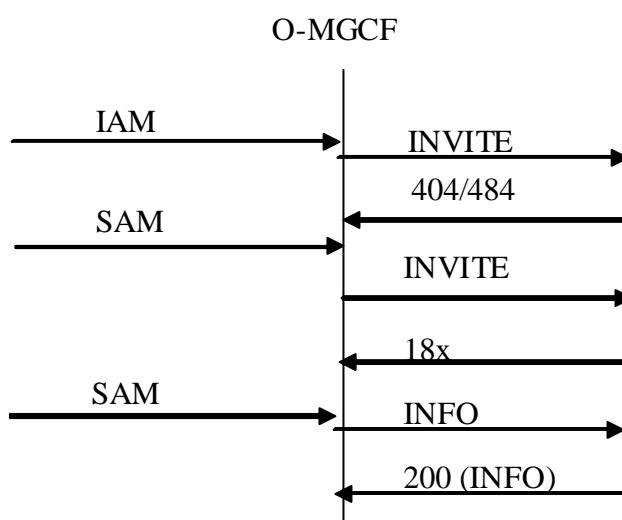 O-MGCF
IAM
INVITE
404/484
SAM
INVITE
18x
SAM
INFO
200 (INFO)